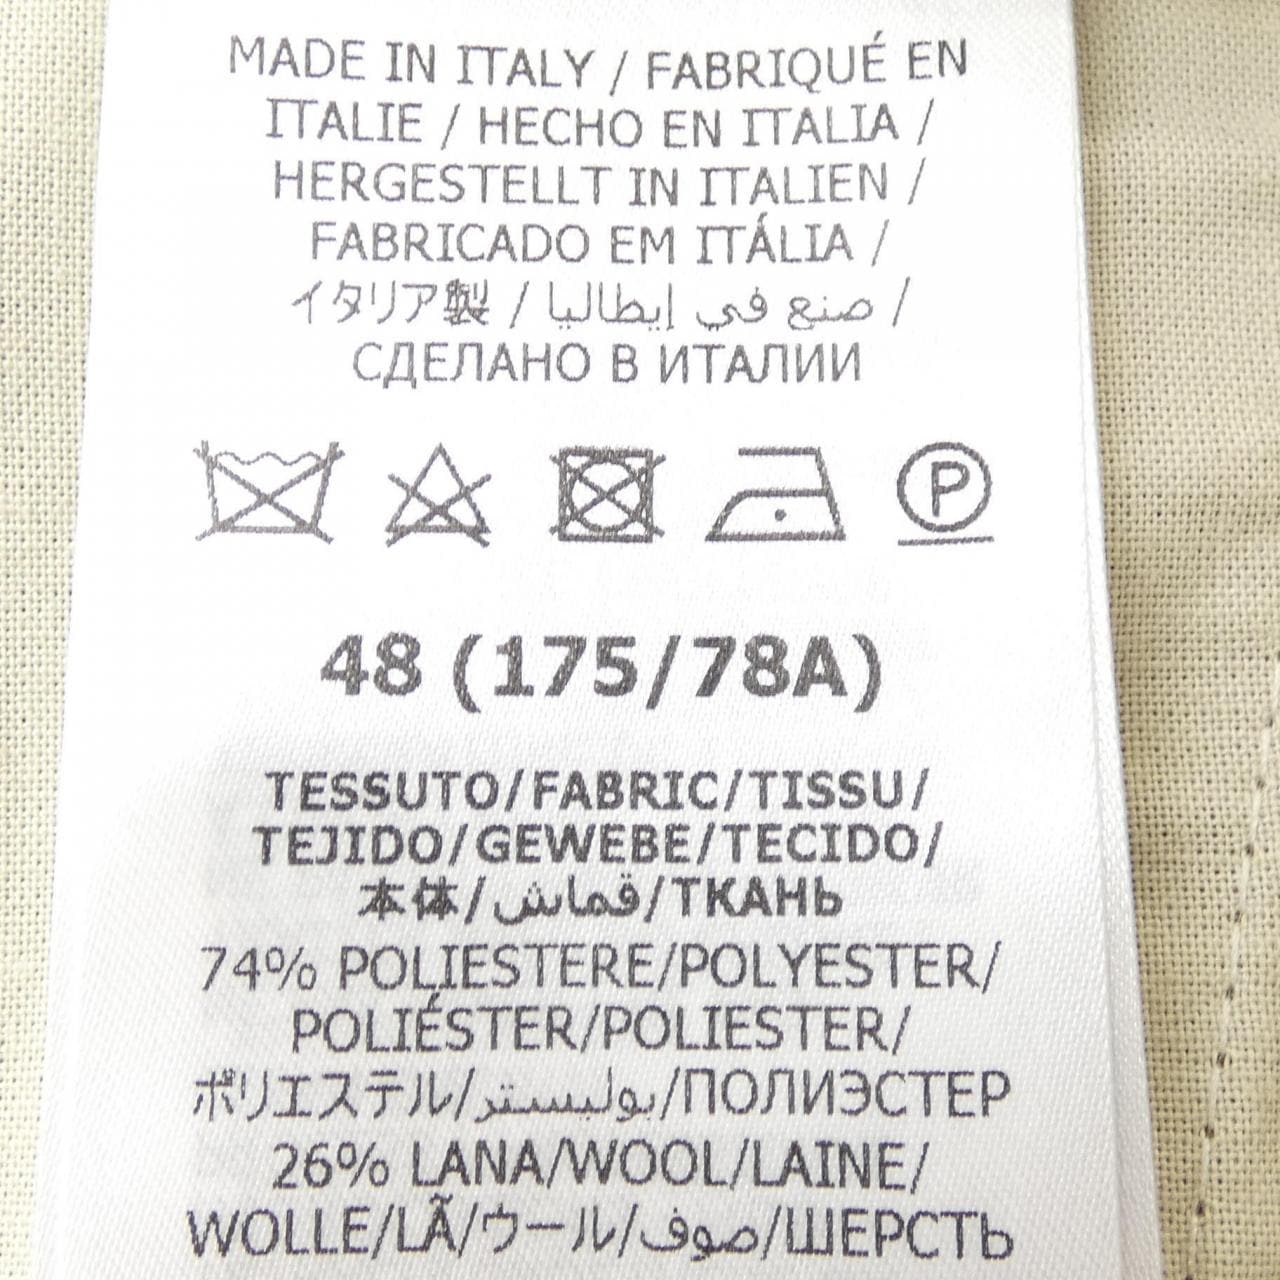 MADE IN ITALY / FABRIQUÉ EN
ITALIE / HECHO EN ITALIA /
HERGESTELLT IN ITALIEN /
FABRICADO EM ITÁLIA /
イタリア製 / صنع في إيطاليا /
СДЕЛАНО В ИТАЛИИ
P
48 (175/78A)
TESSUTO/FABRIC/TISSU/
TEJIDO/GEWEBE/TECIDO/
本体/قماش/ТКАНЬ
74% POLIESTERE/POLYESTER/
POLIÉSTER/POLIESTER/
ポリエステル/بوليستر/ПОЛИЭСТЕР
26% LANA/WOOL/LAINE/
WOLLE/LÃ/ウール/صوف/ШЕРСТЬ